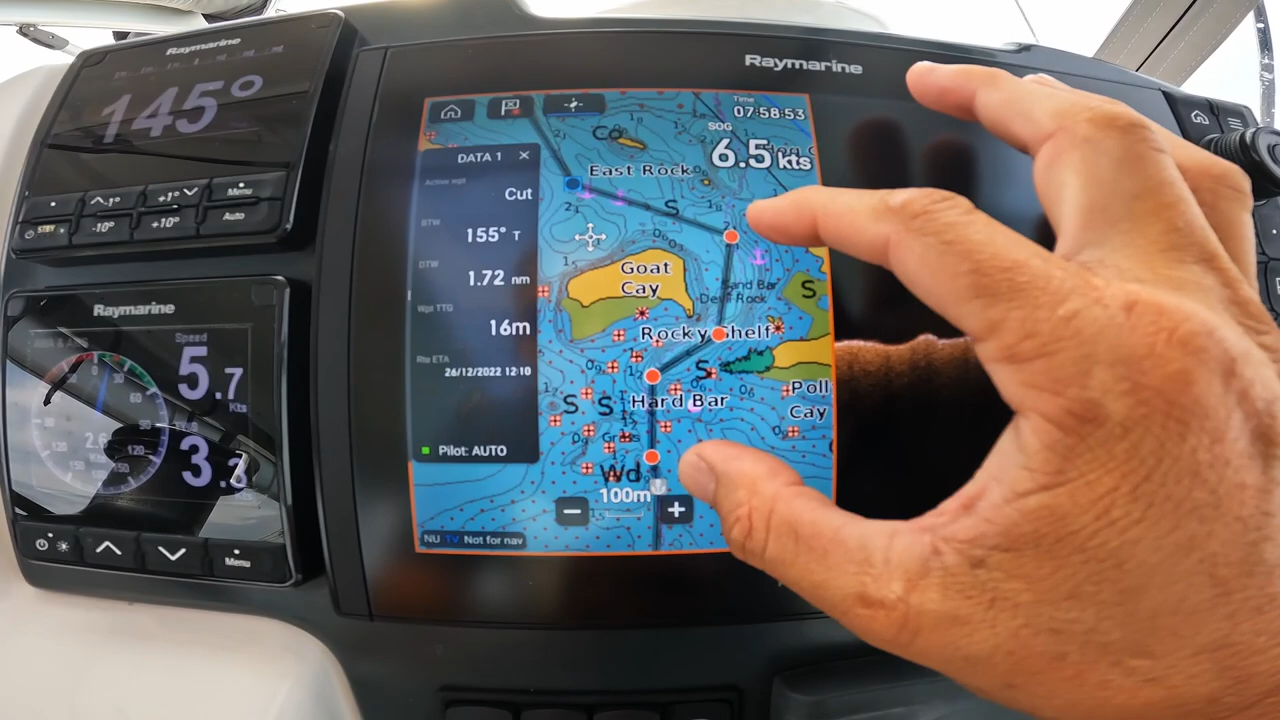 Raymarine
145°
-1°
+1°
Menu
STBY
-10°
+10°
Auto
Raymarine
Speed
5.7
Kts
3.3
Menu
Raymarine
Time
07:58:53
SOG
6.5 kts
DATA 1
Active wpt
Cut
BTW
155° T
DTW
1.72 nm
Wpt TTG
16m
Rte ETA
26/12/2022 12:10
Pilot: AUTO
East Rock
S
Goat
Cay
Sand Bar
Devil Rock
S
Rocky Shelf
S
Hard Bar
S
S
Poll
Cay
Grass
Wd
100m
NU TV Not for nav